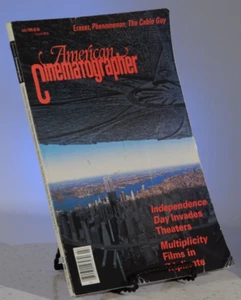 Eraser, Phenomenon, The Cable Guy
American
Cinematographer
Independence
Day Invades
Theaters
Multiplicity
Films in